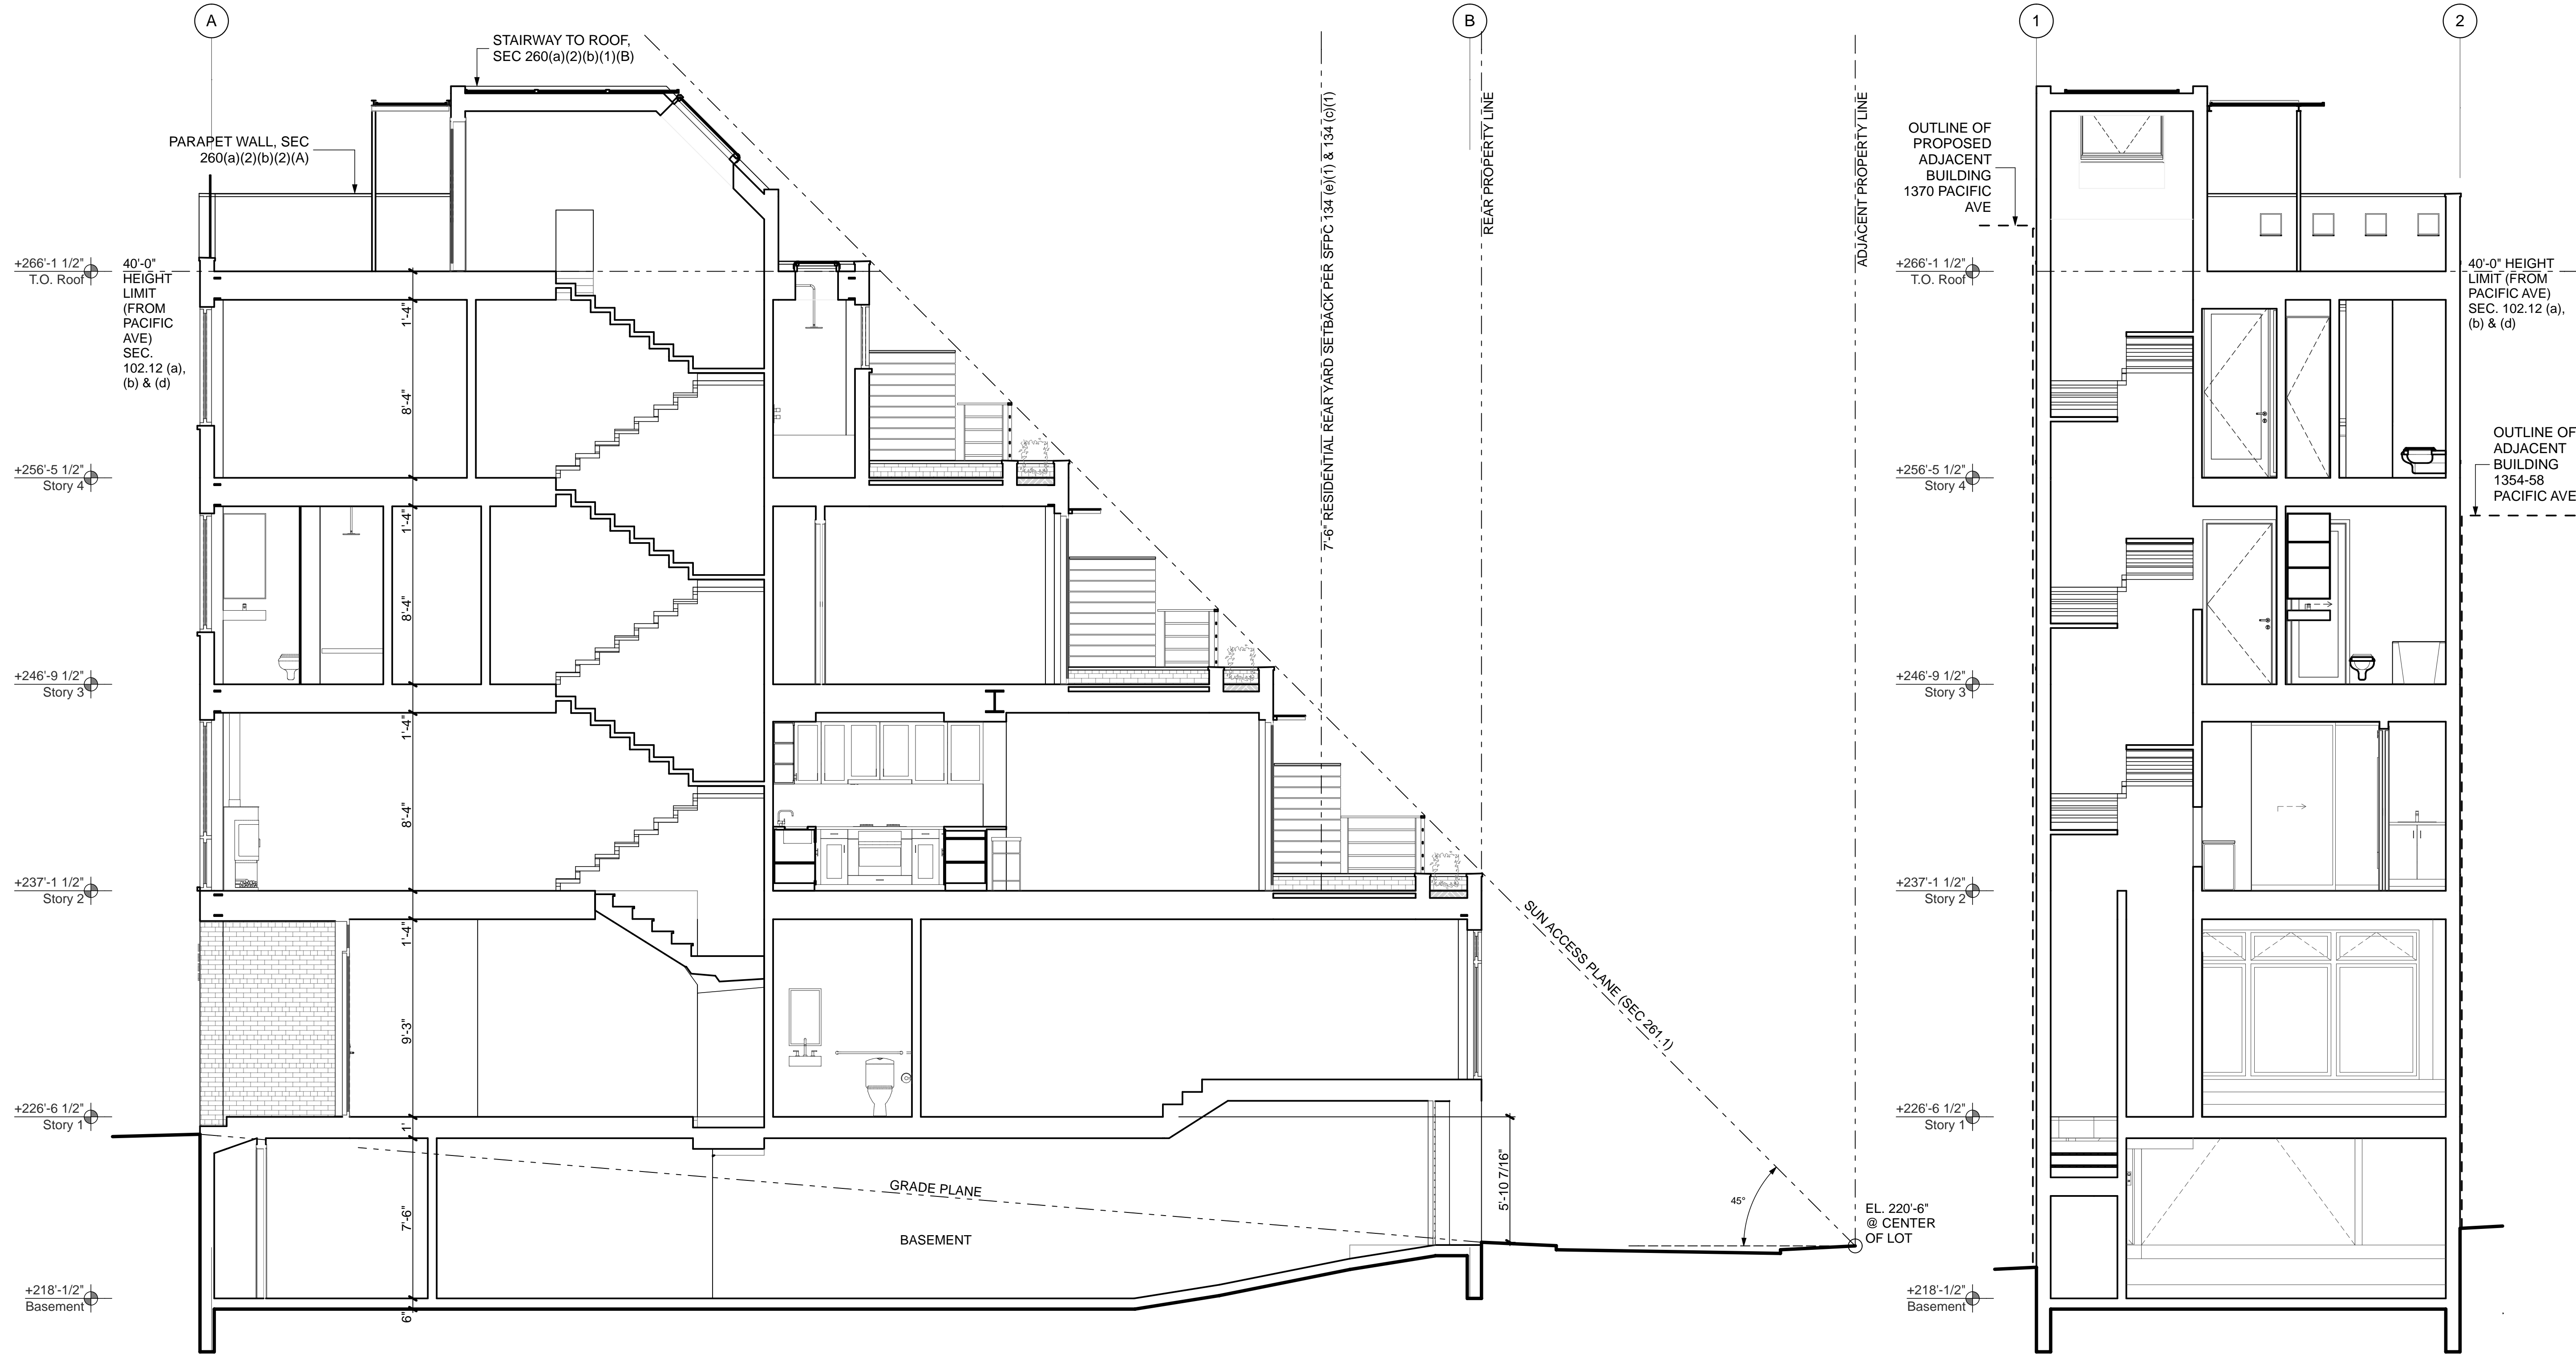 A
B
1
2
STAIRWAY TO ROOF,
SEC 260(a)(2)(b)(1)(B)
PARAPET WALL, SEC
260(a)(2)(b)(2)(A)
7'-6" RESIDENTIAL REAR YARD SETBACK PER SFPC 134 (e)(1) & 134 (c)(1)
REAR PROPERTY LINE
ADJACENT PROPERTY LINE
+266'-1 1/2"
T.O. Roof
40'-0"
HEIGHT
LIMIT
(FROM
PACIFIC
AVE)
SEC.
102.12 (a),
(b) & (d)
+256'-5 1/2"
Story 4
+246'-9 1/2"
Story 3
+237'-1 1/2"
Story 2
+226'-6 1/2"
Story 1
+218'-1/2"
Basement
1'-4"
8'-4"
1'-4"
8'-4"
1'-4"
8'-4"
1'-4"
9'-3"
1'
7'-6"
6"
GRADE PLANE
BASEMENT
5'-10 7/16"
SUN ACCESS PLANE (SEC 261.1)
45°
EL. 220'-6"
@ CENTER
OF LOT
OUTLINE OF
PROPOSED
ADJACENT
BUILDING
1370 PACIFIC
AVE
+266'-1 1/2"
T.O. Roof
40'-0" HEIGHT
LIMIT (FROM
PACIFIC AVE)
SEC. 102.12 (a),
(b) & (d)
OUTLINE OF
ADJACENT
BUILDING
1354-58
PACIFIC AVE
+256'-5 1/2"
Story 4
+246'-9 1/2"
Story 3
+237'-1 1/2"
Story 2
+226'-6 1/2"
Story 1
+218'-1/2"
Basement